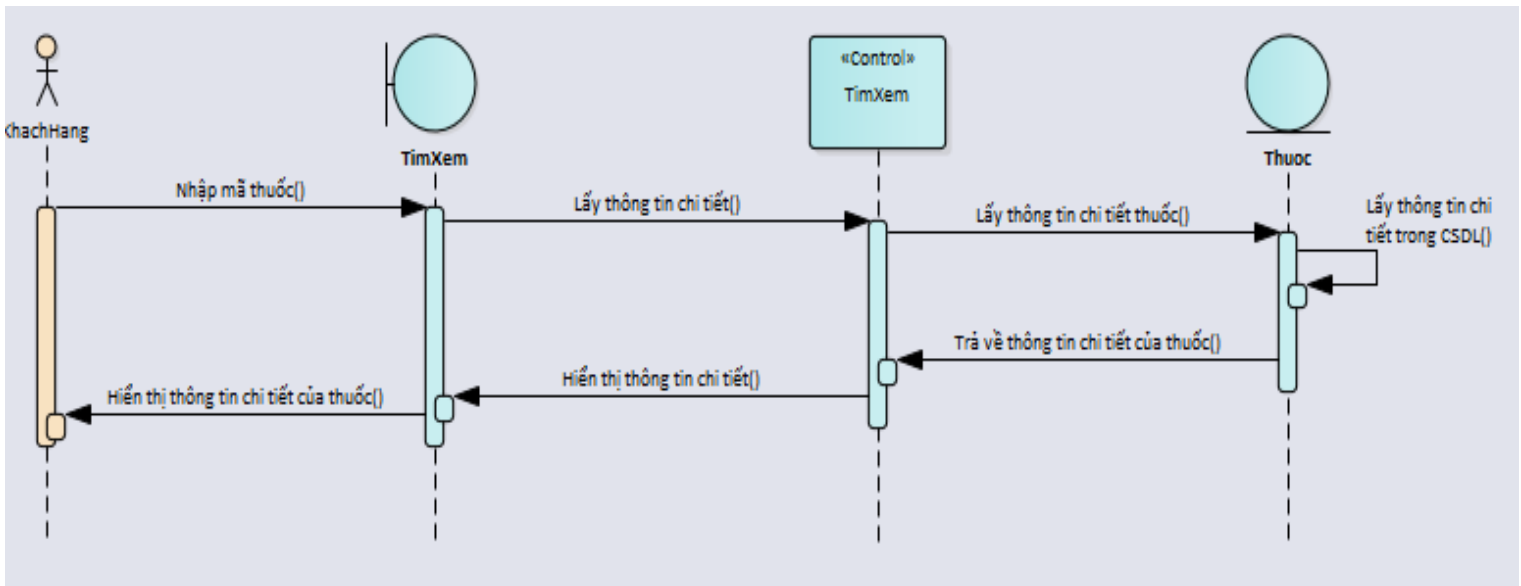 «Control»
TimXem
KhachHang
TimXem
Thuoc
Nhập mã thuốc()
Lấy thông tin chi tiết()
Lấy thông tin chi tiết thuốc()
Lấy thông tin chi
tiết trong CSDL()
Trả về thông tin chi tiết của thuốc()
Hiển thị thông tin chi tiết()
Hiển thị thông tin chi tiết của thuốc()